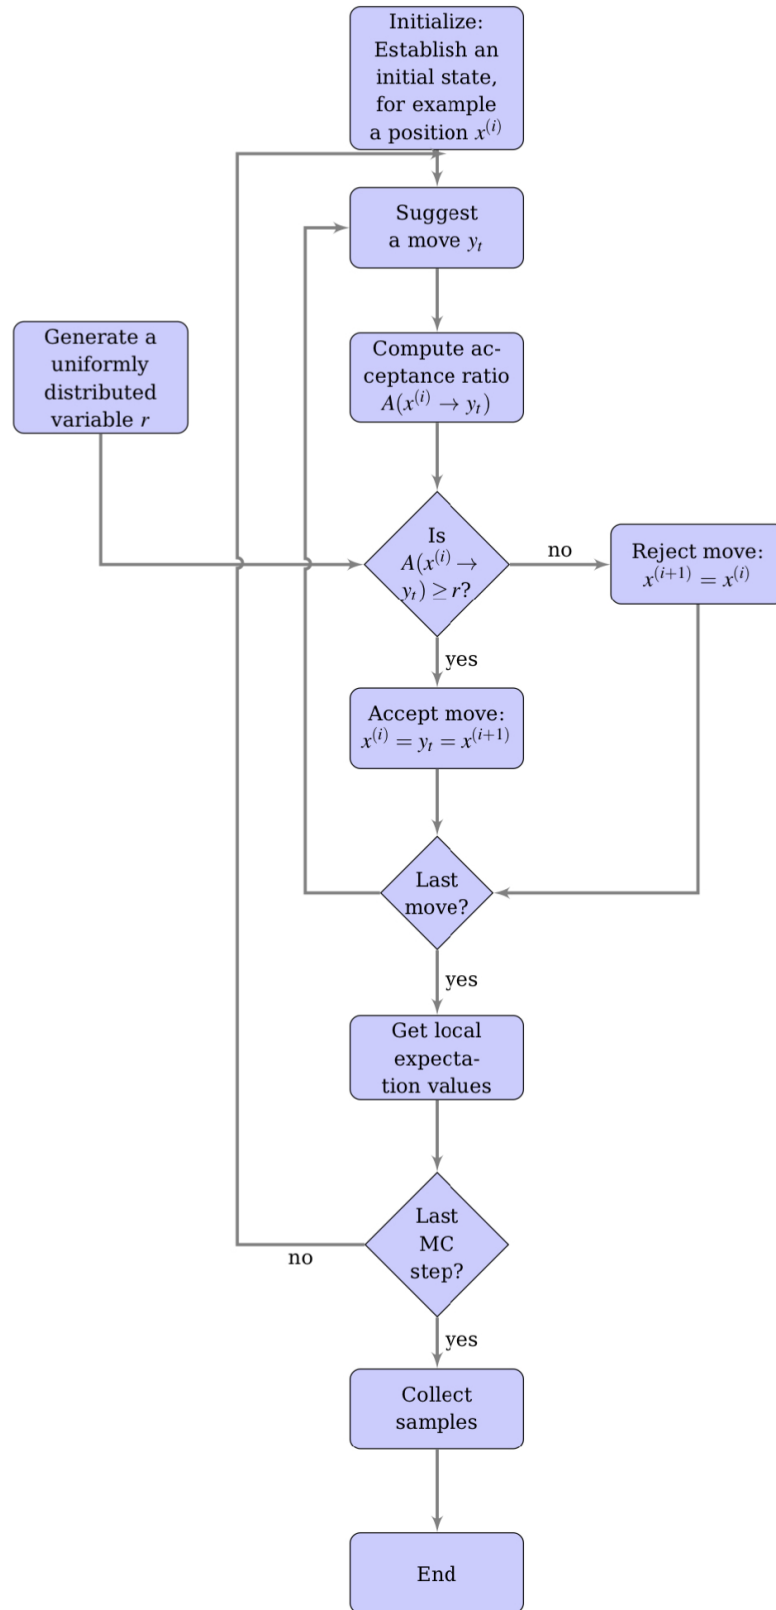 Initialize:
Establish an
initial state,
for example
a position x^{(i)}
Suggest
a move y_t
Generate a
uniformly
distributed
variable r
Compute ac-
ceptance ratio
A(x^{(i)} → y_t)
Is
A(x^{(i)} →
y_t) ≥ r?
no
Reject move:
x^{(i+1)} = x^{(i)}
yes
Accept move:
x^{(i)} = y_t = x^{(i+1)}
Last
move?
yes
Get local
expecta-
tion values
Last
MC
step?
no
yes
Collect
samples
End